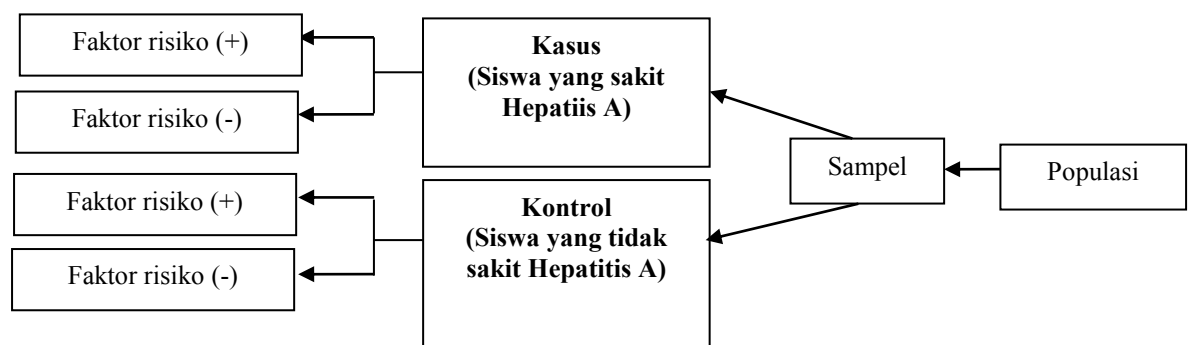 Faktor risiko (+)
Faktor risiko (-)
Faktor risiko (+)
Faktor risiko (-)
Kasus
(Siswa yang sakit
Hepatiis A)
Kontrol
(Siswa yang tidak
sakit Hepatitis A)
Sampel
Populasi